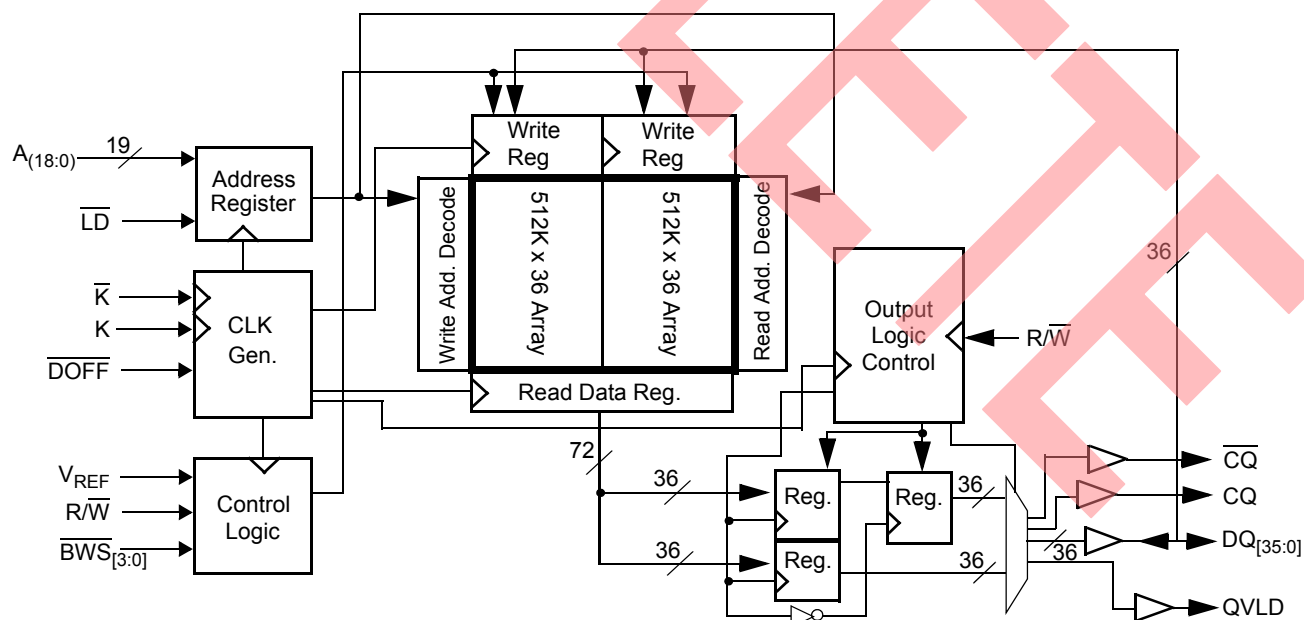 A(18:0)
19
LD
Address
Register
K
K
DOFF
CLK
Gen.
VREF
R/W
BWS[3:0]
Control
Logic
Write
Reg
Write
Reg
Write Add. Decode
512K x 36 Array
512K x 36 Array
Read Add. Decode
Read Data Reg.
72
36
36
Reg.
Reg.
Reg.
Output
Logic
Control
R/W
36
36
36
36
CQ
CQ
DQ[35:0]
QVLD